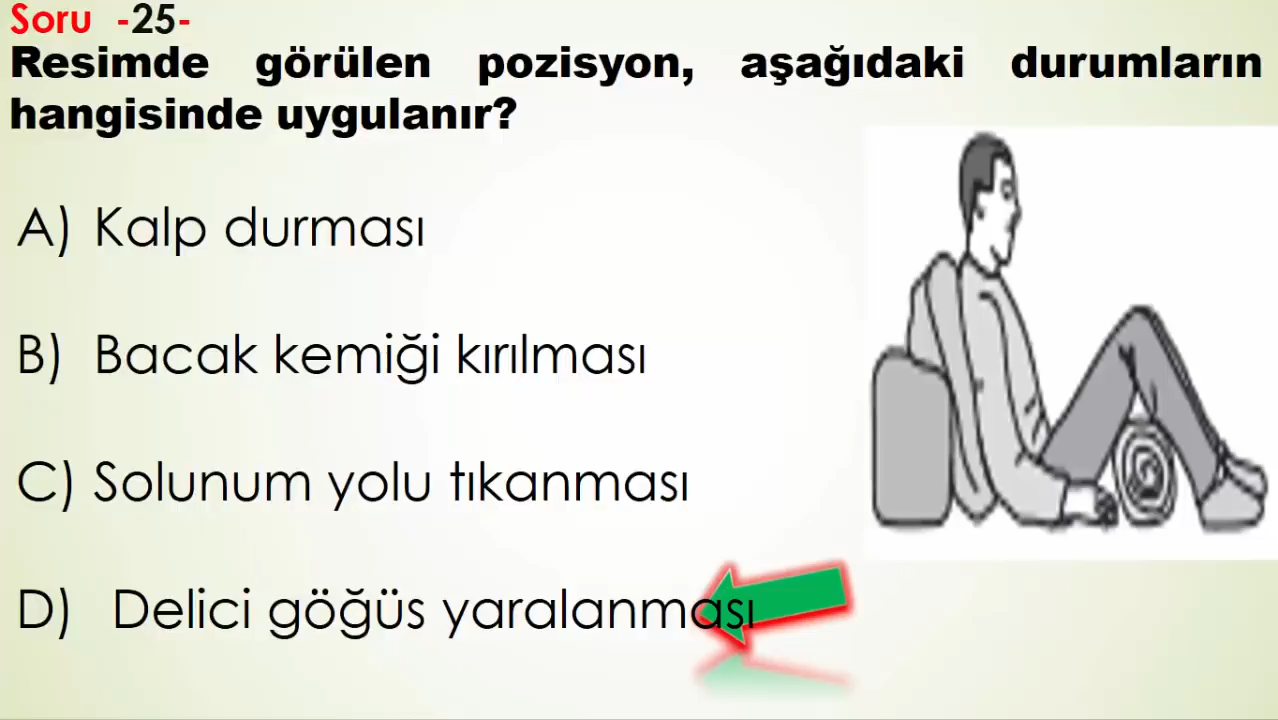 Soru -25-
Resimde görülen pozisyon, aşağıdaki durumların
hangisinde uygulanır?
A) Kalp durması
B) Bacak kemiği kırılması
C) Solunum yolu tıkanması
D) Delici göğüs yaralanması